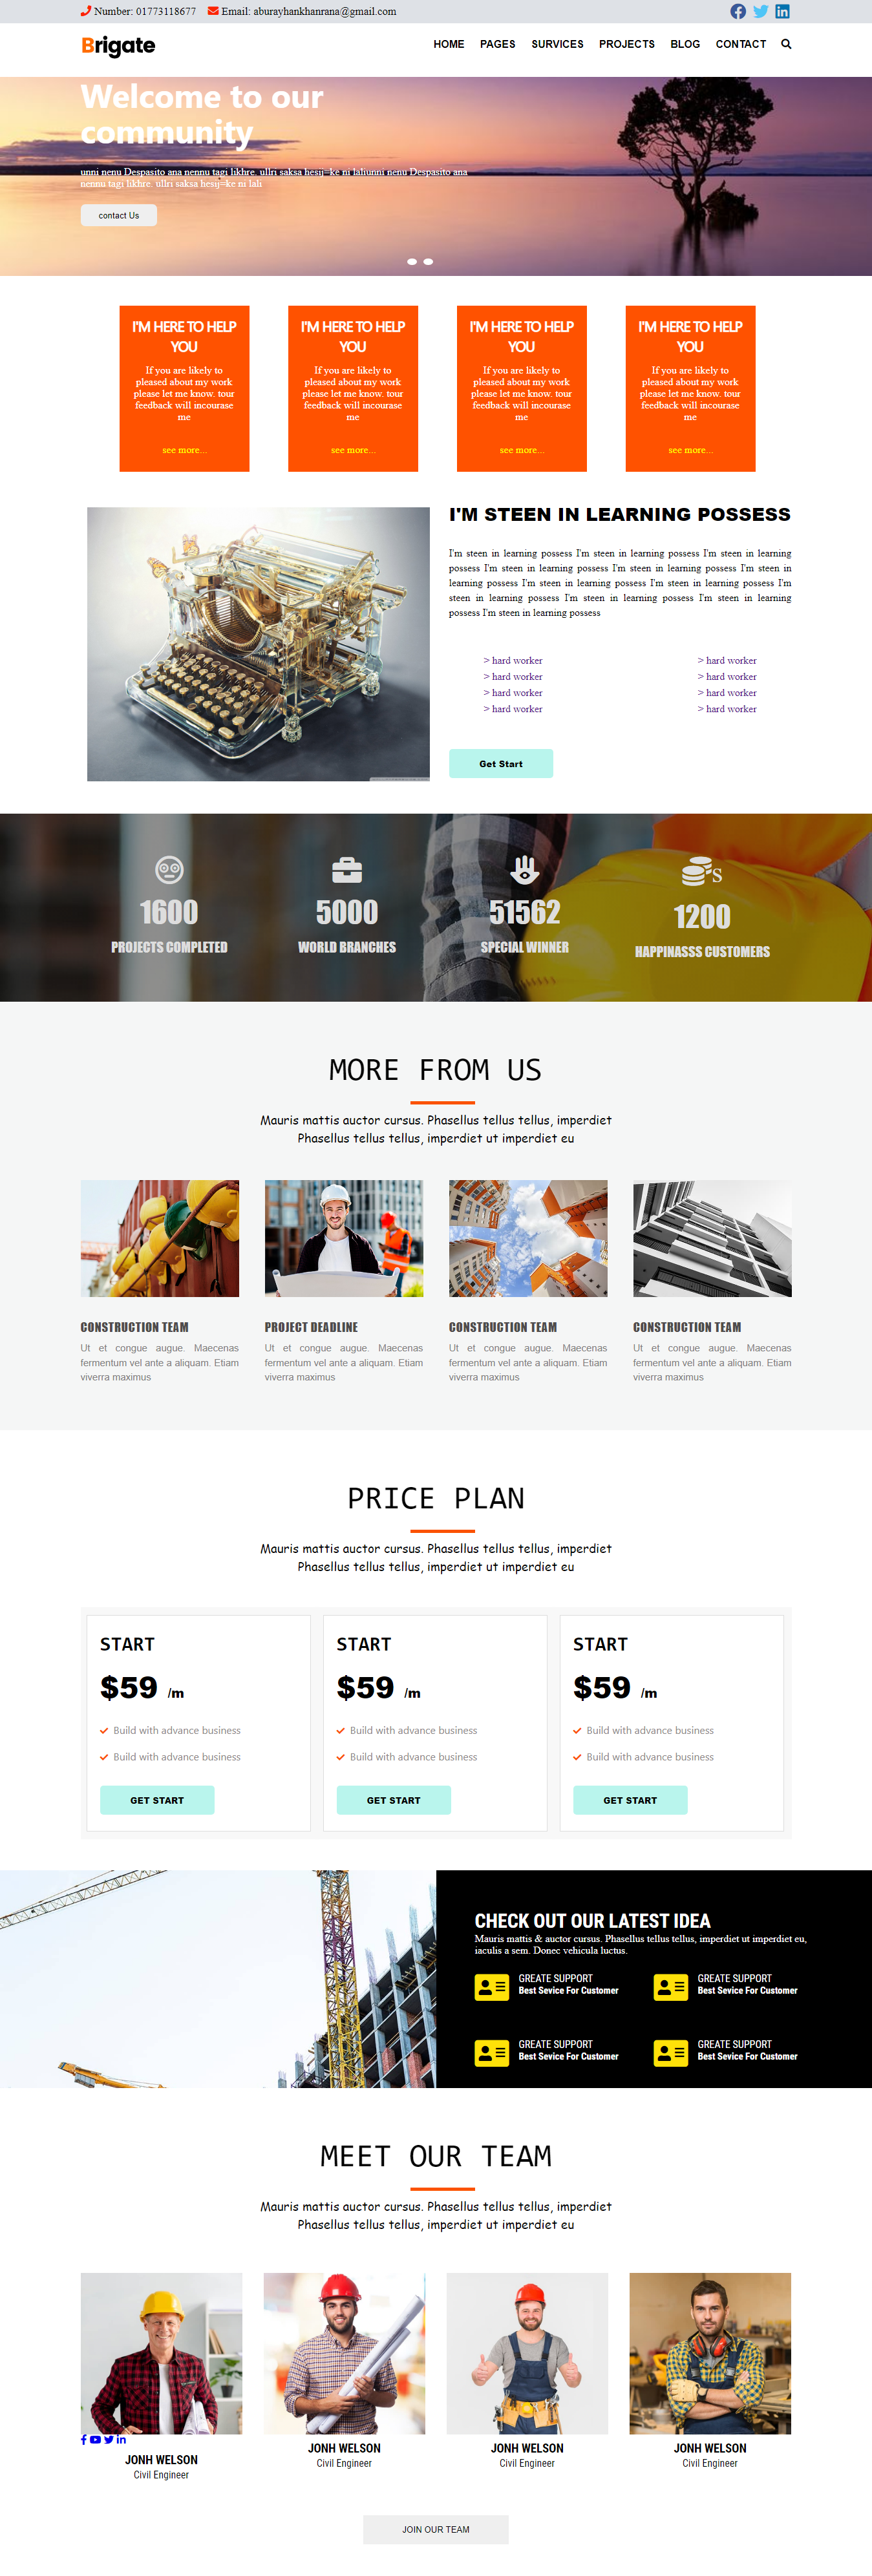 Number: 01773118677 Email: aburayhankhanrana@gmail.com
Brigate
HOME PAGES SURVICES PROJECTS BLOG CONTACT
Welcome to our
community
unni nenu Despasito ana nennu tagi likhre. ullri saksa hesij=ke ni laliunni nenu Despasito ana
nennu tagi likhre. ullri saksa hesij=ke ni lali
contact Us
I'M HERE TO HELP
YOU
If you are likely to
pleased about my work
please let me know. tour
feedback will incourase
me
see more...
I'M HERE TO HELP
YOU
If you are likely to
pleased about my work
please let me know. tour
feedback will incourase
me
see more...
I'M HERE TO HELP
YOU
If you are likely to
pleased about my work
please let me know. tour
feedback will incourase
me
see more...
I'M HERE TO HELP
YOU
If you are likely to
pleased about my work
please let me know. tour
feedback will incourase
me
see more...
I'M STEEN IN LEARNING POSSESS
I'm steen in learning possess I'm steen in learning possess I'm steen in learning
possess I'm steen in learning possess I'm steen in learning possess I'm steen in
learning possess I'm steen in learning possess I'm steen in learning possess I'm
steen in learning possess I'm steen in learning possess I'm steen in learning
possess I'm steen in learning possess
> hard worker > hard worker
> hard worker > hard worker
> hard worker > hard worker
> hard worker > hard worker
Get Start
1600
PROJECTS COMPLETED
5000
WORLD BRANCHES
51562
SPECIAL WINNER
s
1200
HAPPINASSS CUSTOMERS
MORE FROM US
Mauris mattis auctor cursus. Phasellus tellus tellus, imperdiet
Phasellus tellus tellus, imperdiet ut imperdiet eu
CONSTRUCTION TEAM
Ut et congue augue. Maecenas
fermentum vel ante a aliquam. Etiam
viverra maximus
PROJECT DEADLINE
Ut et congue augue. Maecenas
fermentum vel ante a aliquam. Etiam
viverra maximus
CONSTRUCTION TEAM
Ut et congue augue. Maecenas
fermentum vel ante a aliquam. Etiam
viverra maximus
CONSTRUCTION TEAM
Ut et congue augue. Maecenas
fermentum vel ante a aliquam. Etiam
viverra maximus
PRICE PLAN
Mauris mattis auctor cursus. Phasellus tellus tellus, imperdiet
Phasellus tellus tellus, imperdiet ut imperdiet eu
START
$59 /m
Build with advance business
Build with advance business
GET START
START
$59 /m
Build with advance business
Build with advance business
GET START
START
$59 /m
Build with advance business
Build with advance business
GET START
CHECK OUT OUR LATEST IDEA
Mauris mattis & auctor cursus. Phasellus tellus tellus, imperdiet ut imperdiet eu,
iaculis a sem. Donec vehicula luctus.
GREATE SUPPORT
Best Sevice For Customer
GREATE SUPPORT
Best Sevice For Customer
GREATE SUPPORT
Best Sevice For Customer
GREATE SUPPORT
Best Sevice For Customer
MEET OUR TEAM
Mauris mattis auctor cursus. Phasellus tellus tellus, imperdiet
Phasellus tellus tellus, imperdiet ut imperdiet eu
JONH WELSON
Civil Engineer
JONH WELSON
Civil Engineer
JONH WELSON
Civil Engineer
JONH WELSON
Civil Engineer
JOIN OUR TEAM